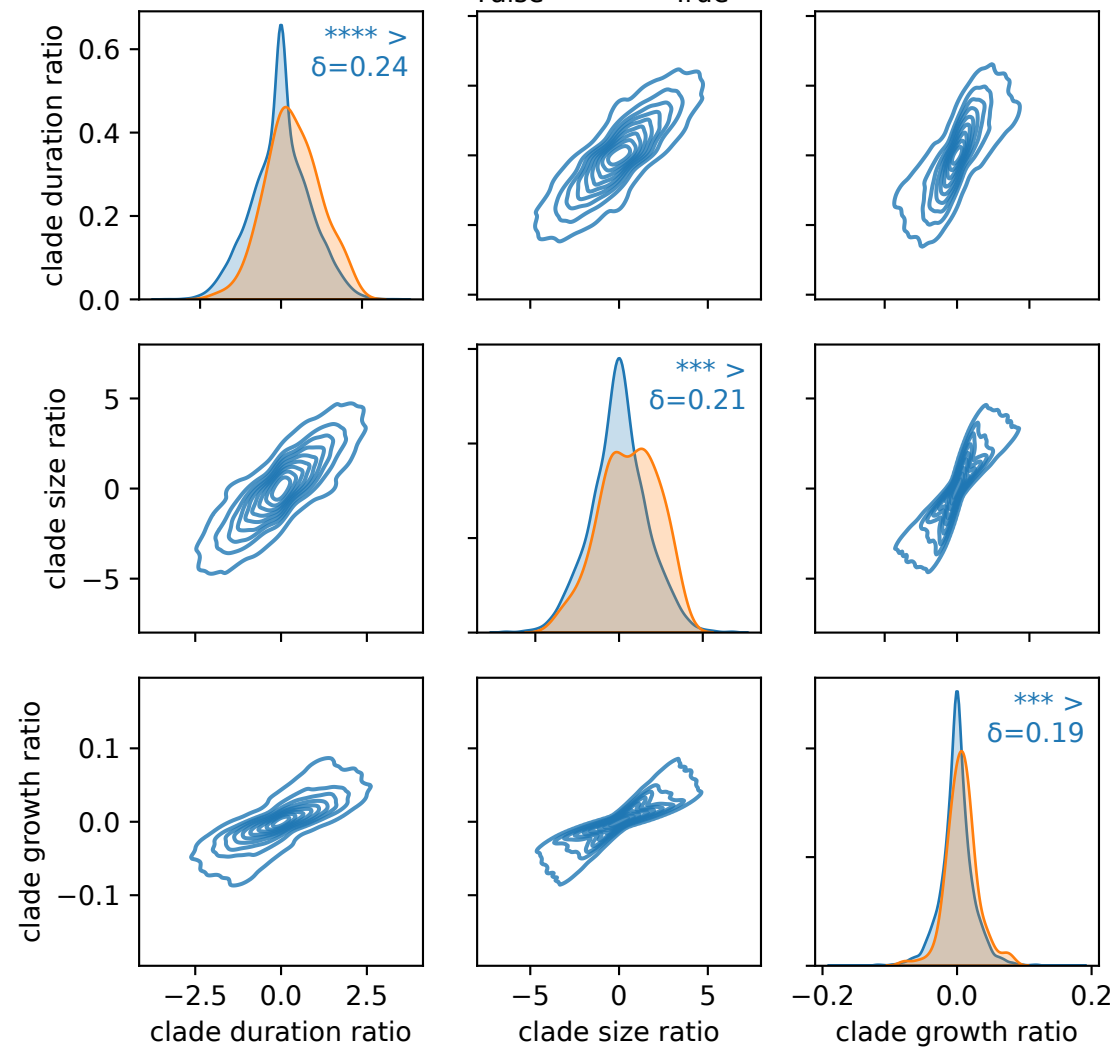 clade duration ratio
0.6
0.4
0.2
0.0
**** >
δ=0.24
clade size ratio
5
0
−5
*** >
δ=0.21
clade growth ratio
0.1
0.0
−0.1
*** >
δ=0.19
−2.5 0.0 2.5
clade duration ratio
−5 0 5
clade size ratio
−0.2 0.0 0.2
clade growth ratio